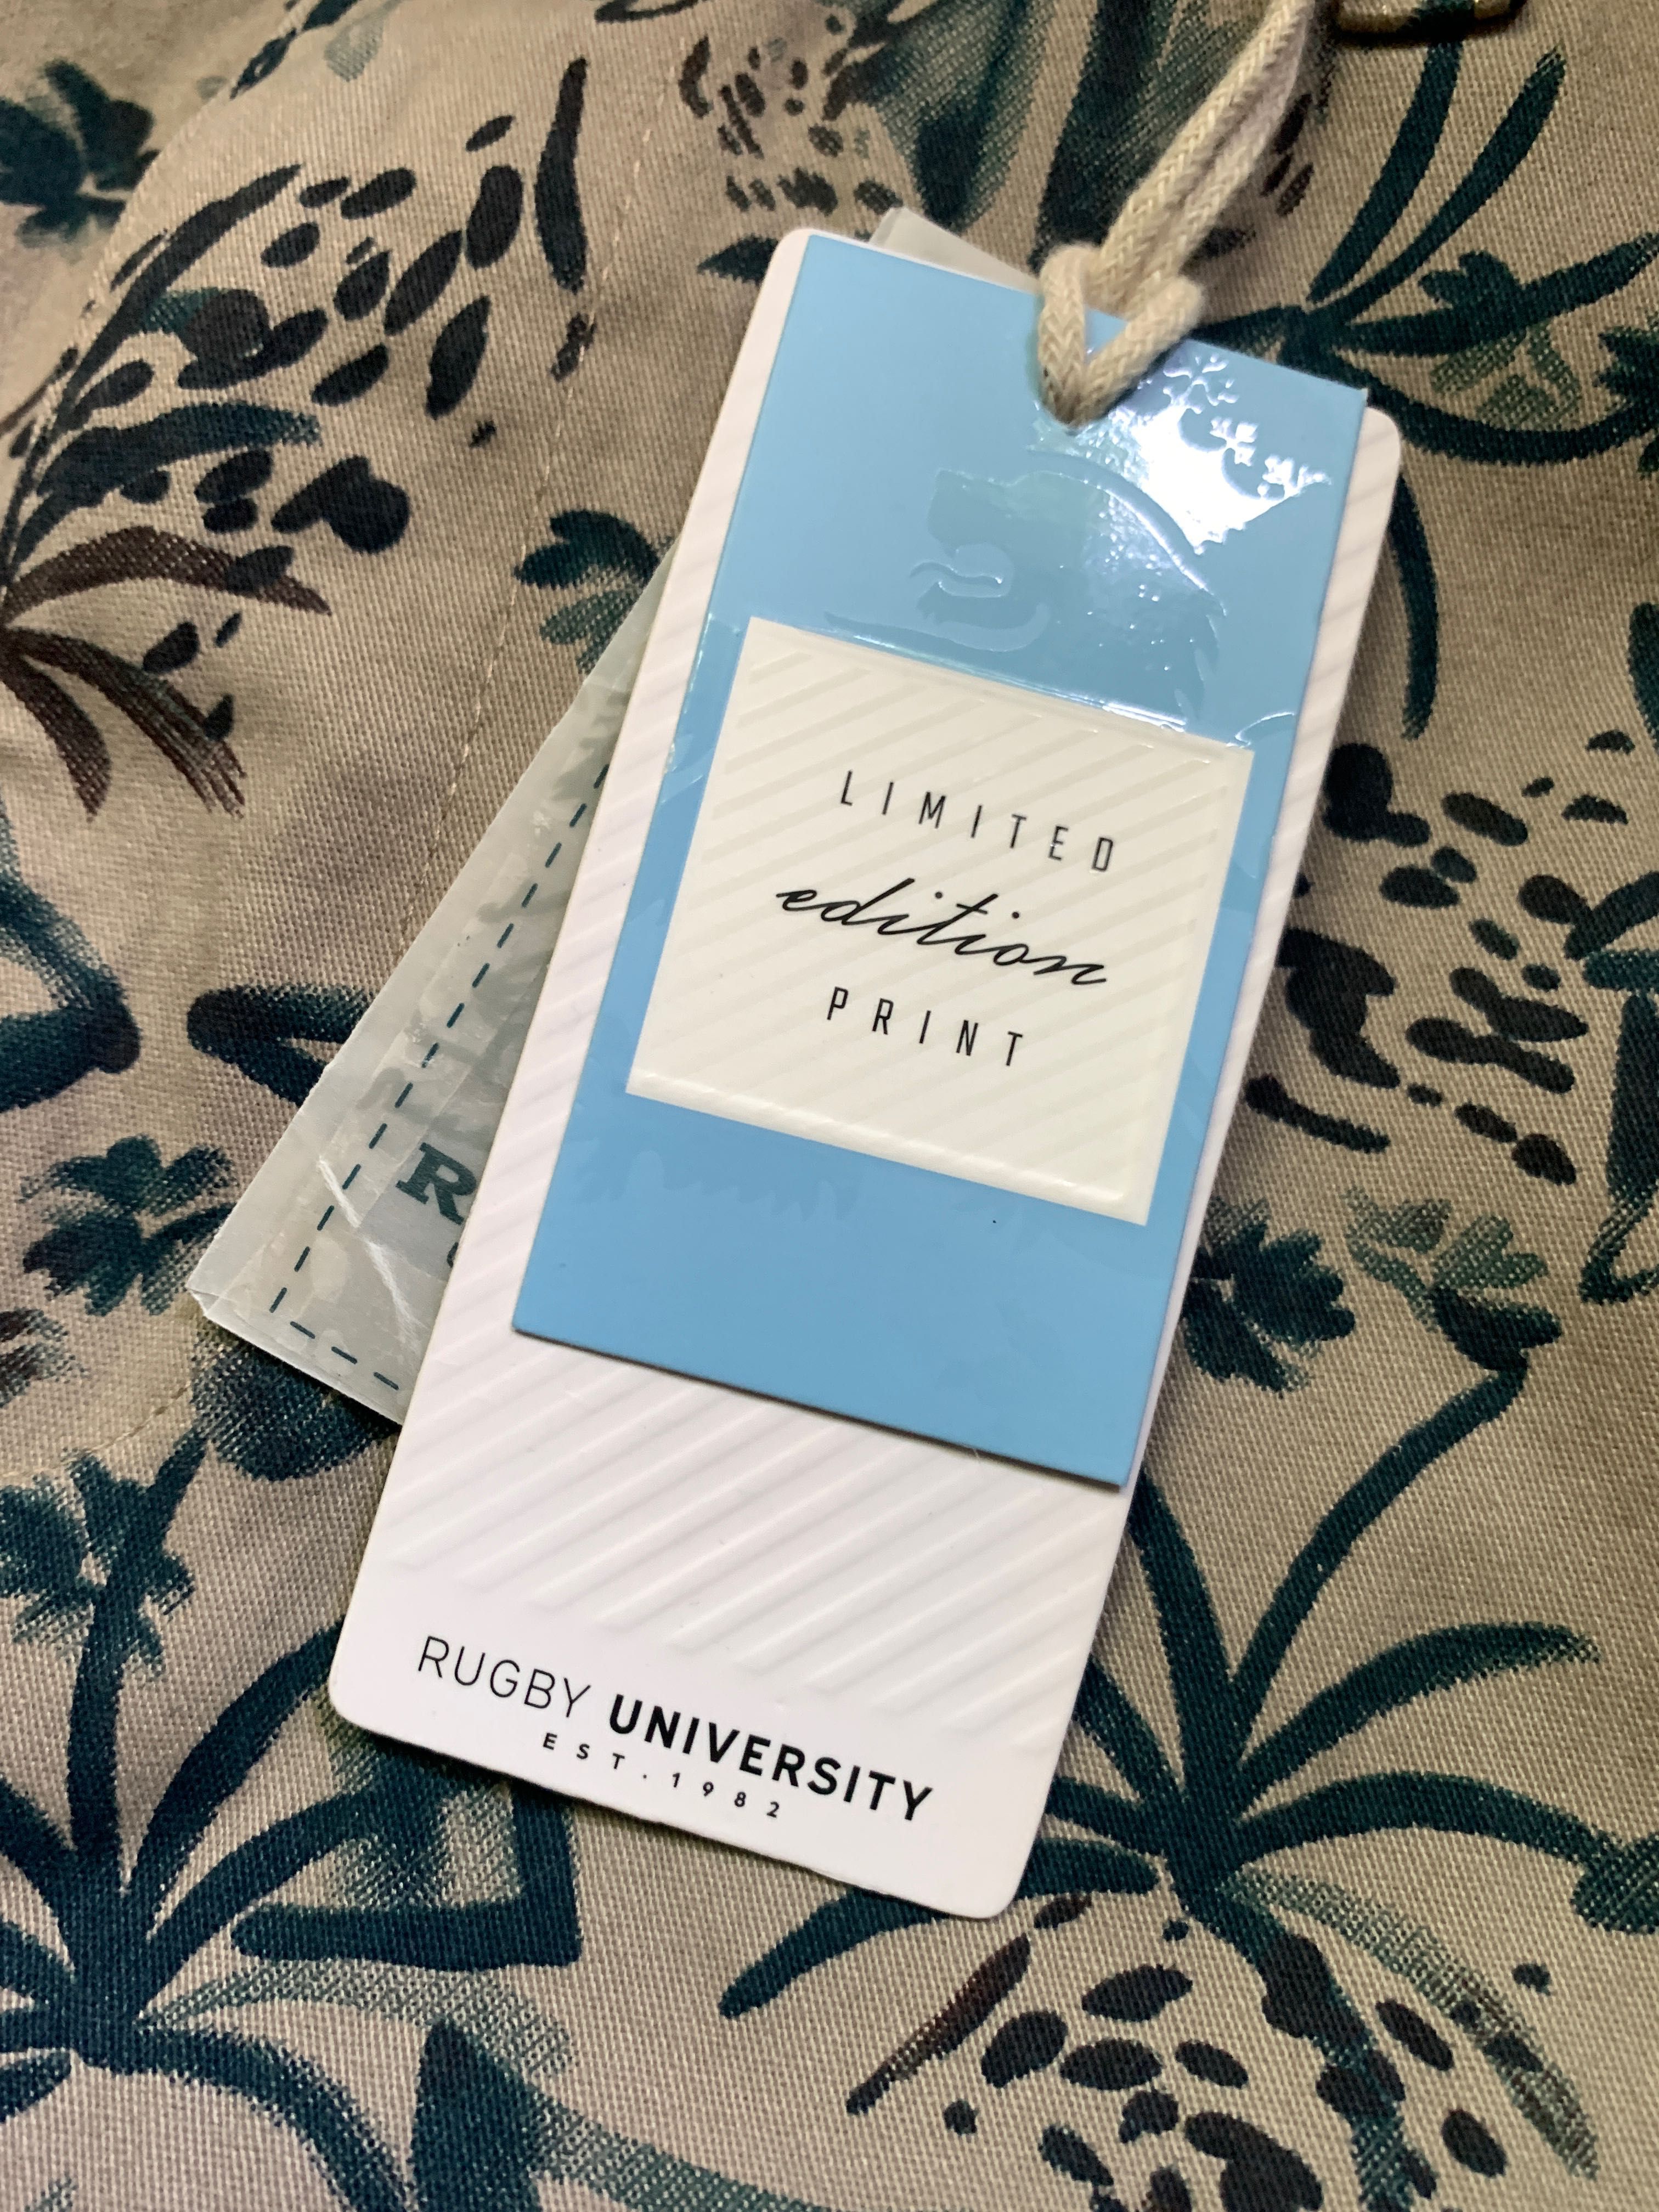 LIMITED
edition
PRINT
R
RUGBY UNIVERSITY
EST.1982